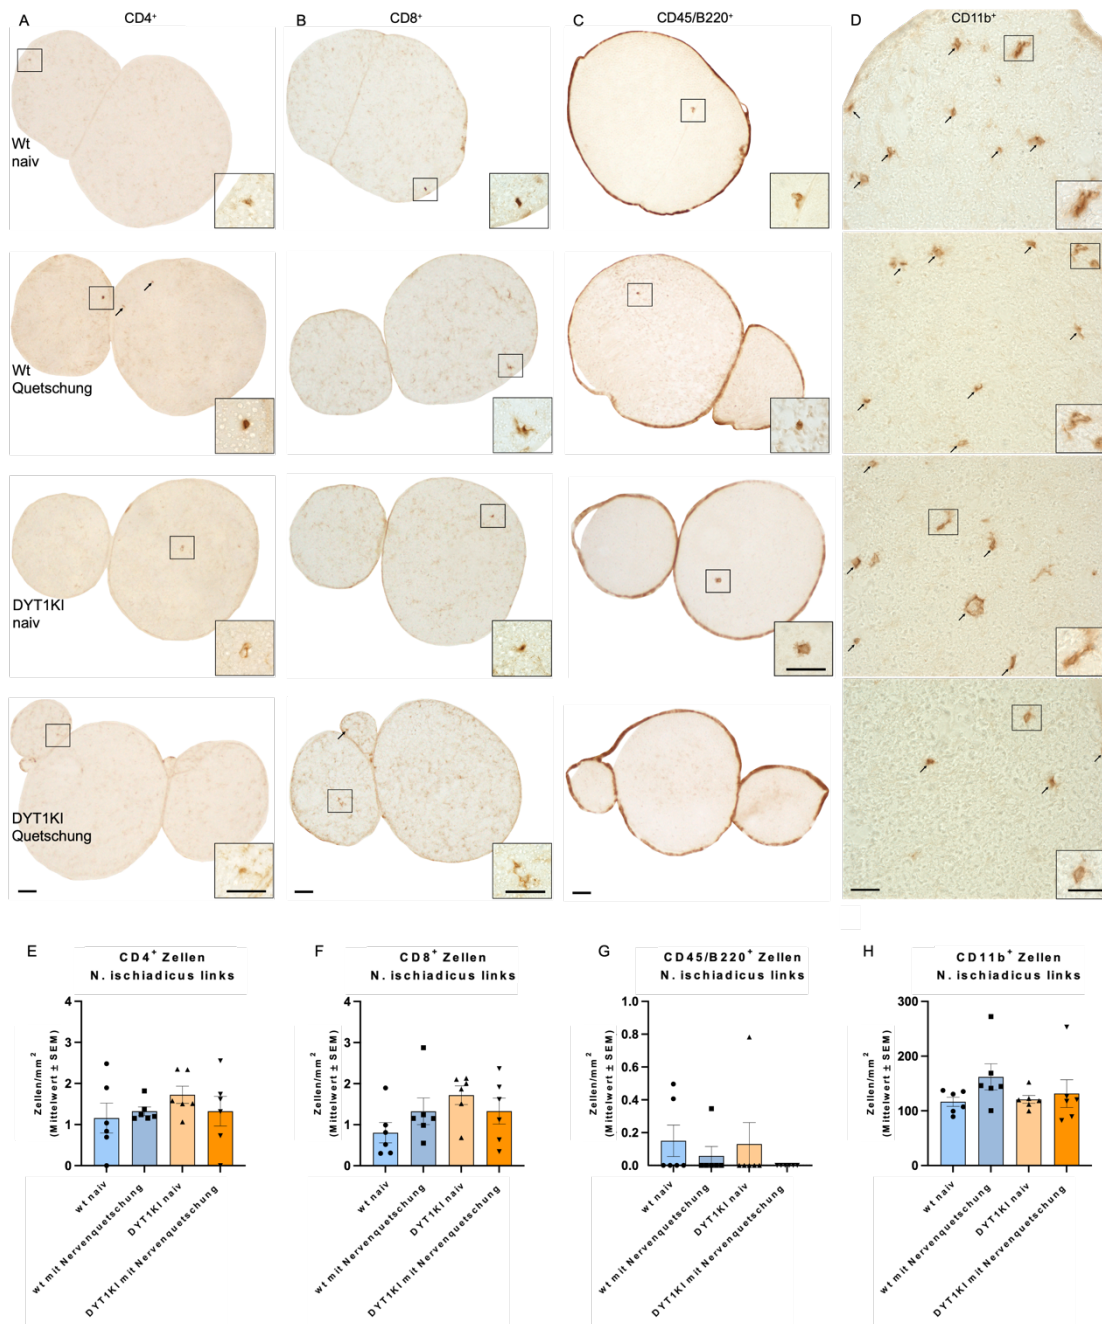 A CD4⁺
B CD8⁺
C CD45/B220⁺
D CD11b⁺
Wt
naiv
Wt
Quetschung
DYT1KI
naiv
DYT1KI
Quetschung
E CD4⁺ Zellen
N. ischiadicus links
Zellen/mm²
(Mittelwert ± SEM)
4
3
2
1
0
wt naiv
wt mit Nervenquetschung
DYT1KI naiv
DYT1KI mit Nervenquetschung
F CD8⁺ Zellen
N. ischiadicus links
Zellen/mm²
(Mittelwert ± SEM)
4
3
2
1
0
wt naiv
wt mit Nervenquetschung
DYT1KI naiv
DYT1KI mit Nervenquetschung
G CD45/B220⁺ Zellen
N. ischiadicus links
Zellen/mm²
(Mittelwert ± SEM)
1.0
0.8
0.6
0.4
0.2
0.0
wt naiv
wt mit Nervenquetschung
DYT1KI naiv
DYT1KI mit Nervenquetschung
H CD11b⁺ Zellen
N. ischiadicus links
Zellen/mm²
(Mittelwert ± SEM)
300
200
100
0
wt naiv
wt mit Nervenquetschung
DYT1KI naiv
DYT1KI mit Nervenquetschung